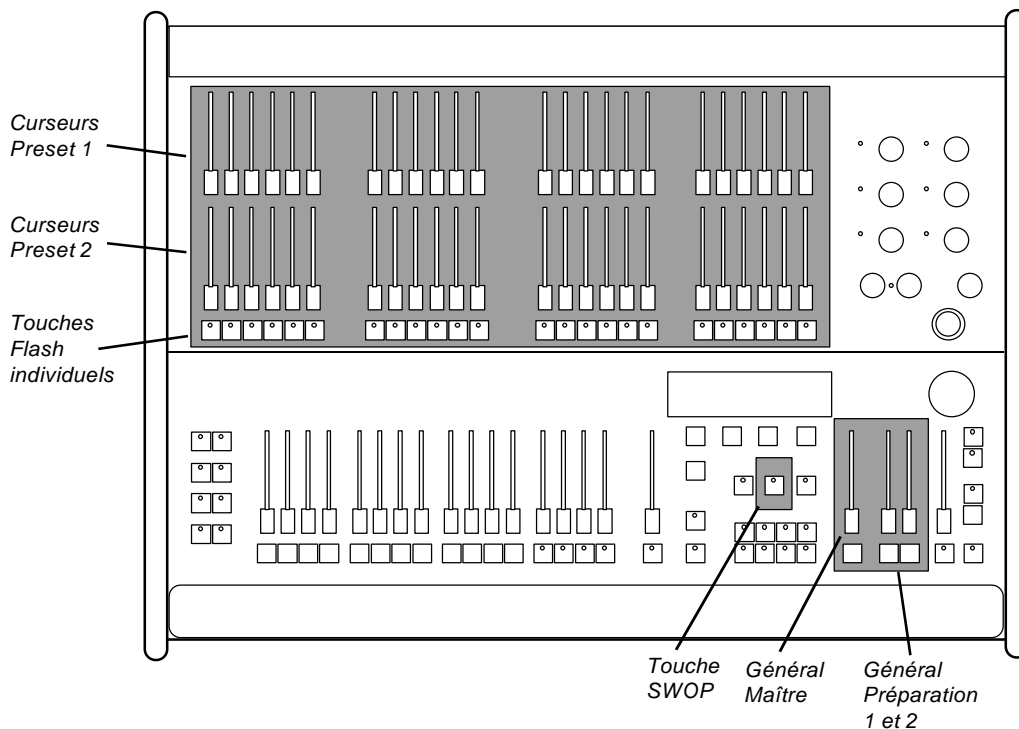 Curseurs
Preset 1
Curseurs
Preset 2
Touches
Flash
individuels
Touche
SWOP
Général
Maître
Général
Préparation
1 et 2